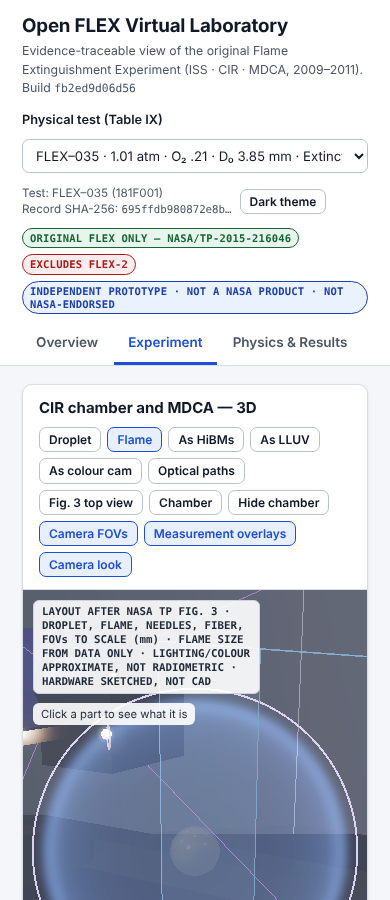 Open FLEX Virtual Laboratory
Evidence-traceable view of the original Flame
Extinguishment Experiment (ISS · CIR · MDCA, 2009–2011).
Build fb2ed9d06d56
Physical test (Table IX)
FLEX–035 · 1.01 atm · O₂ .21 · D₀ 3.85 mm · Extinc
Test: FLEX–035 (181F001)
Record SHA-256: 695ffdb980872e8b…
Dark theme
ORIGINAL FLEX ONLY — NASA/TP-2015-216046
EXCLUDES FLEX-2
INDEPENDENT PROTOTYPE · NOT A NASA PRODUCT · NOT
NASA-ENDORSED
Overview Experiment Physics & Results
CIR chamber and MDCA — 3D
Droplet Flame As HiBMs As LLUV
As colour cam Optical paths
Fig. 3 top view Chamber Hide chamber
Camera FOVs Measurement overlays
Camera look
LAYOUT AFTER NASA TP FIG. 3 ·
DROPLET, FLAME, NEEDLES, FIBER,
FOVs TO SCALE (mm) · FLAME SIZE
FROM DATA ONLY · LIGHTING/COLOUR
APPROXIMATE, NOT RADIOMETRIC ·
HARDWARE SKETCHED, NOT CAD
Click a part to see what it is